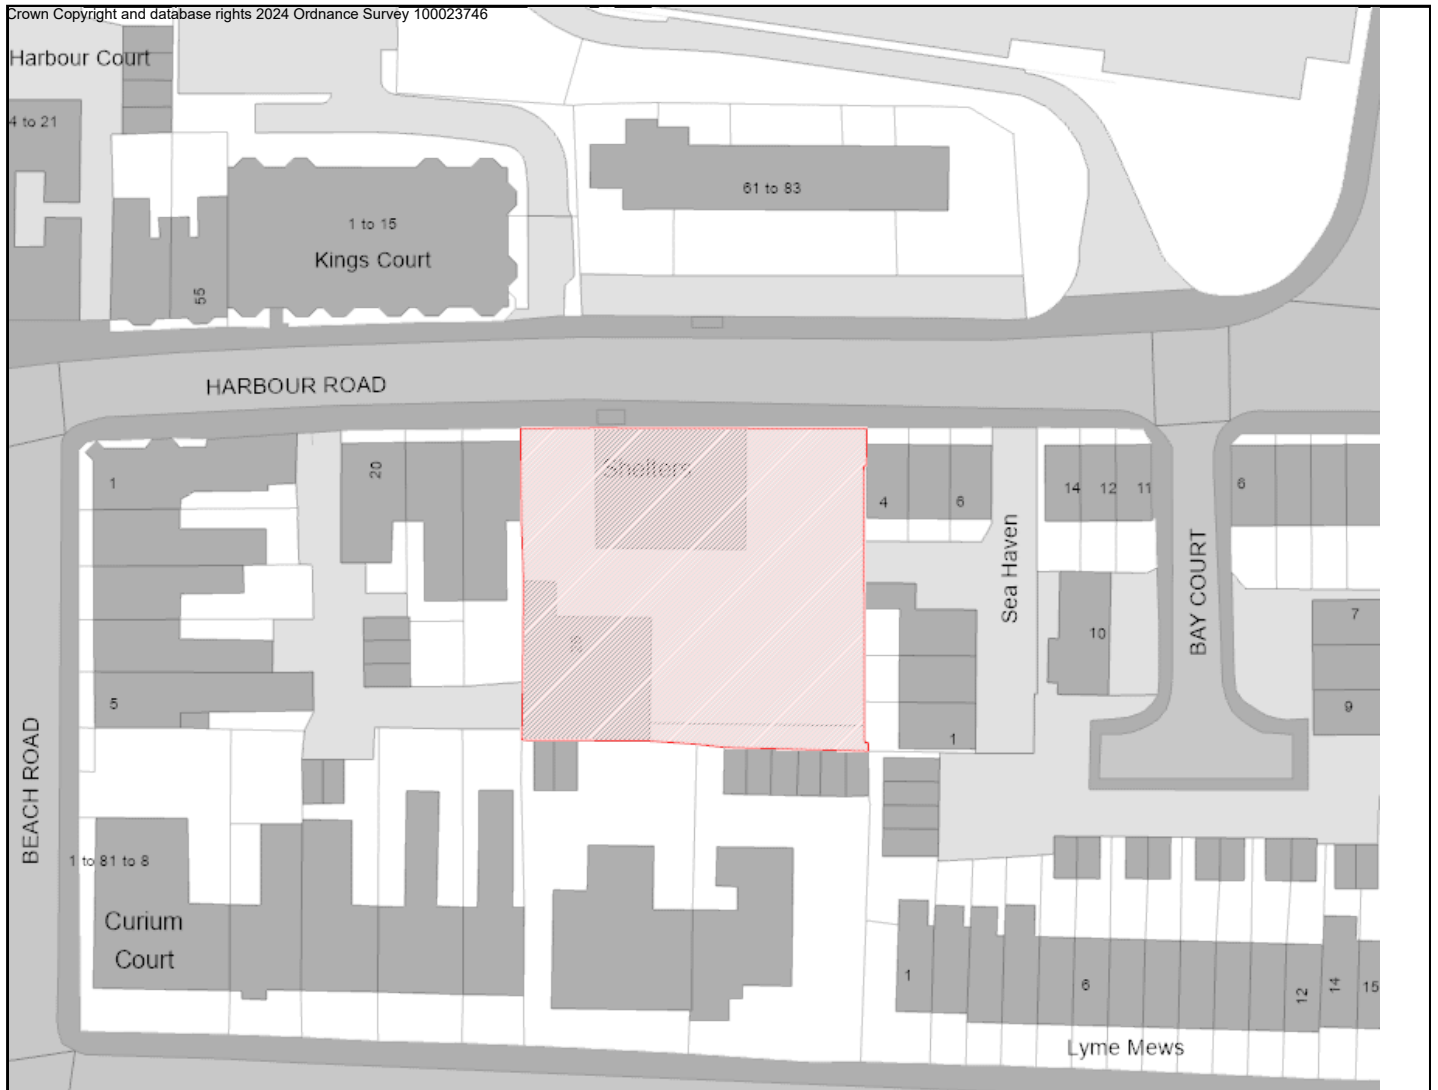 Crown Copyright and database rights 2024 Ordnance Survey 100023746
Harbour Court
4 to 21
61 to 83
1 to 15
Kings Court
55
HARBOUR ROAD
Shelters
20
1
4
6
14
12
11
6
Sea Haven
BAY COURT
10
7
5
1
9
BEACH ROAD
1 to 81 to 8
Curium
Court
1
6
12
14
15
Lyme Mews